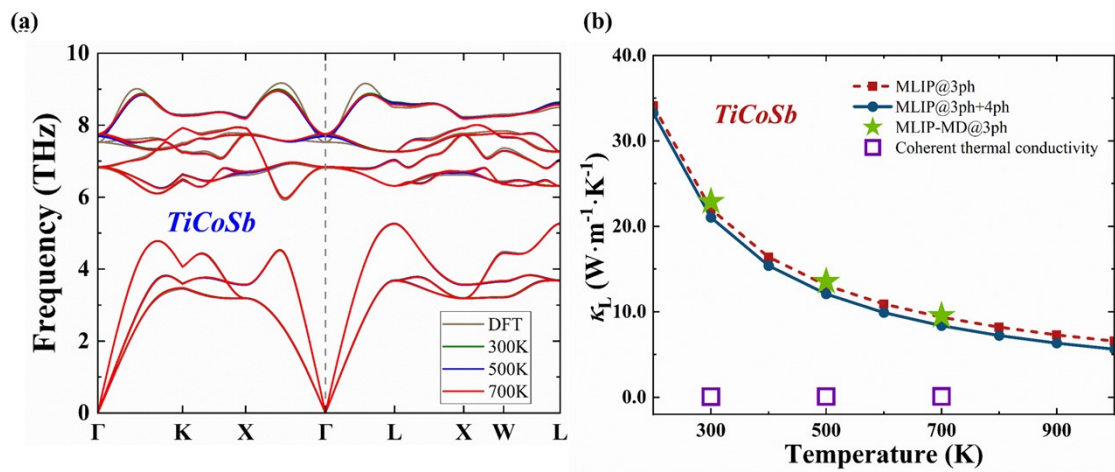 (a)
(b)
10
8
6
4
2
0
Frequency (THz)
TiCoSb
DFT
300K
500K
700K
Γ K X Γ L X W L
40.0
30.0
20.0
10.0
0.0
κL (W·m-1·K-1)
TiCoSb
MLIP@3ph
MLIP@3ph+4ph
MLIP-MD@3ph
Coherent thermal conductivity
300 500 700 900
Temperature (K)